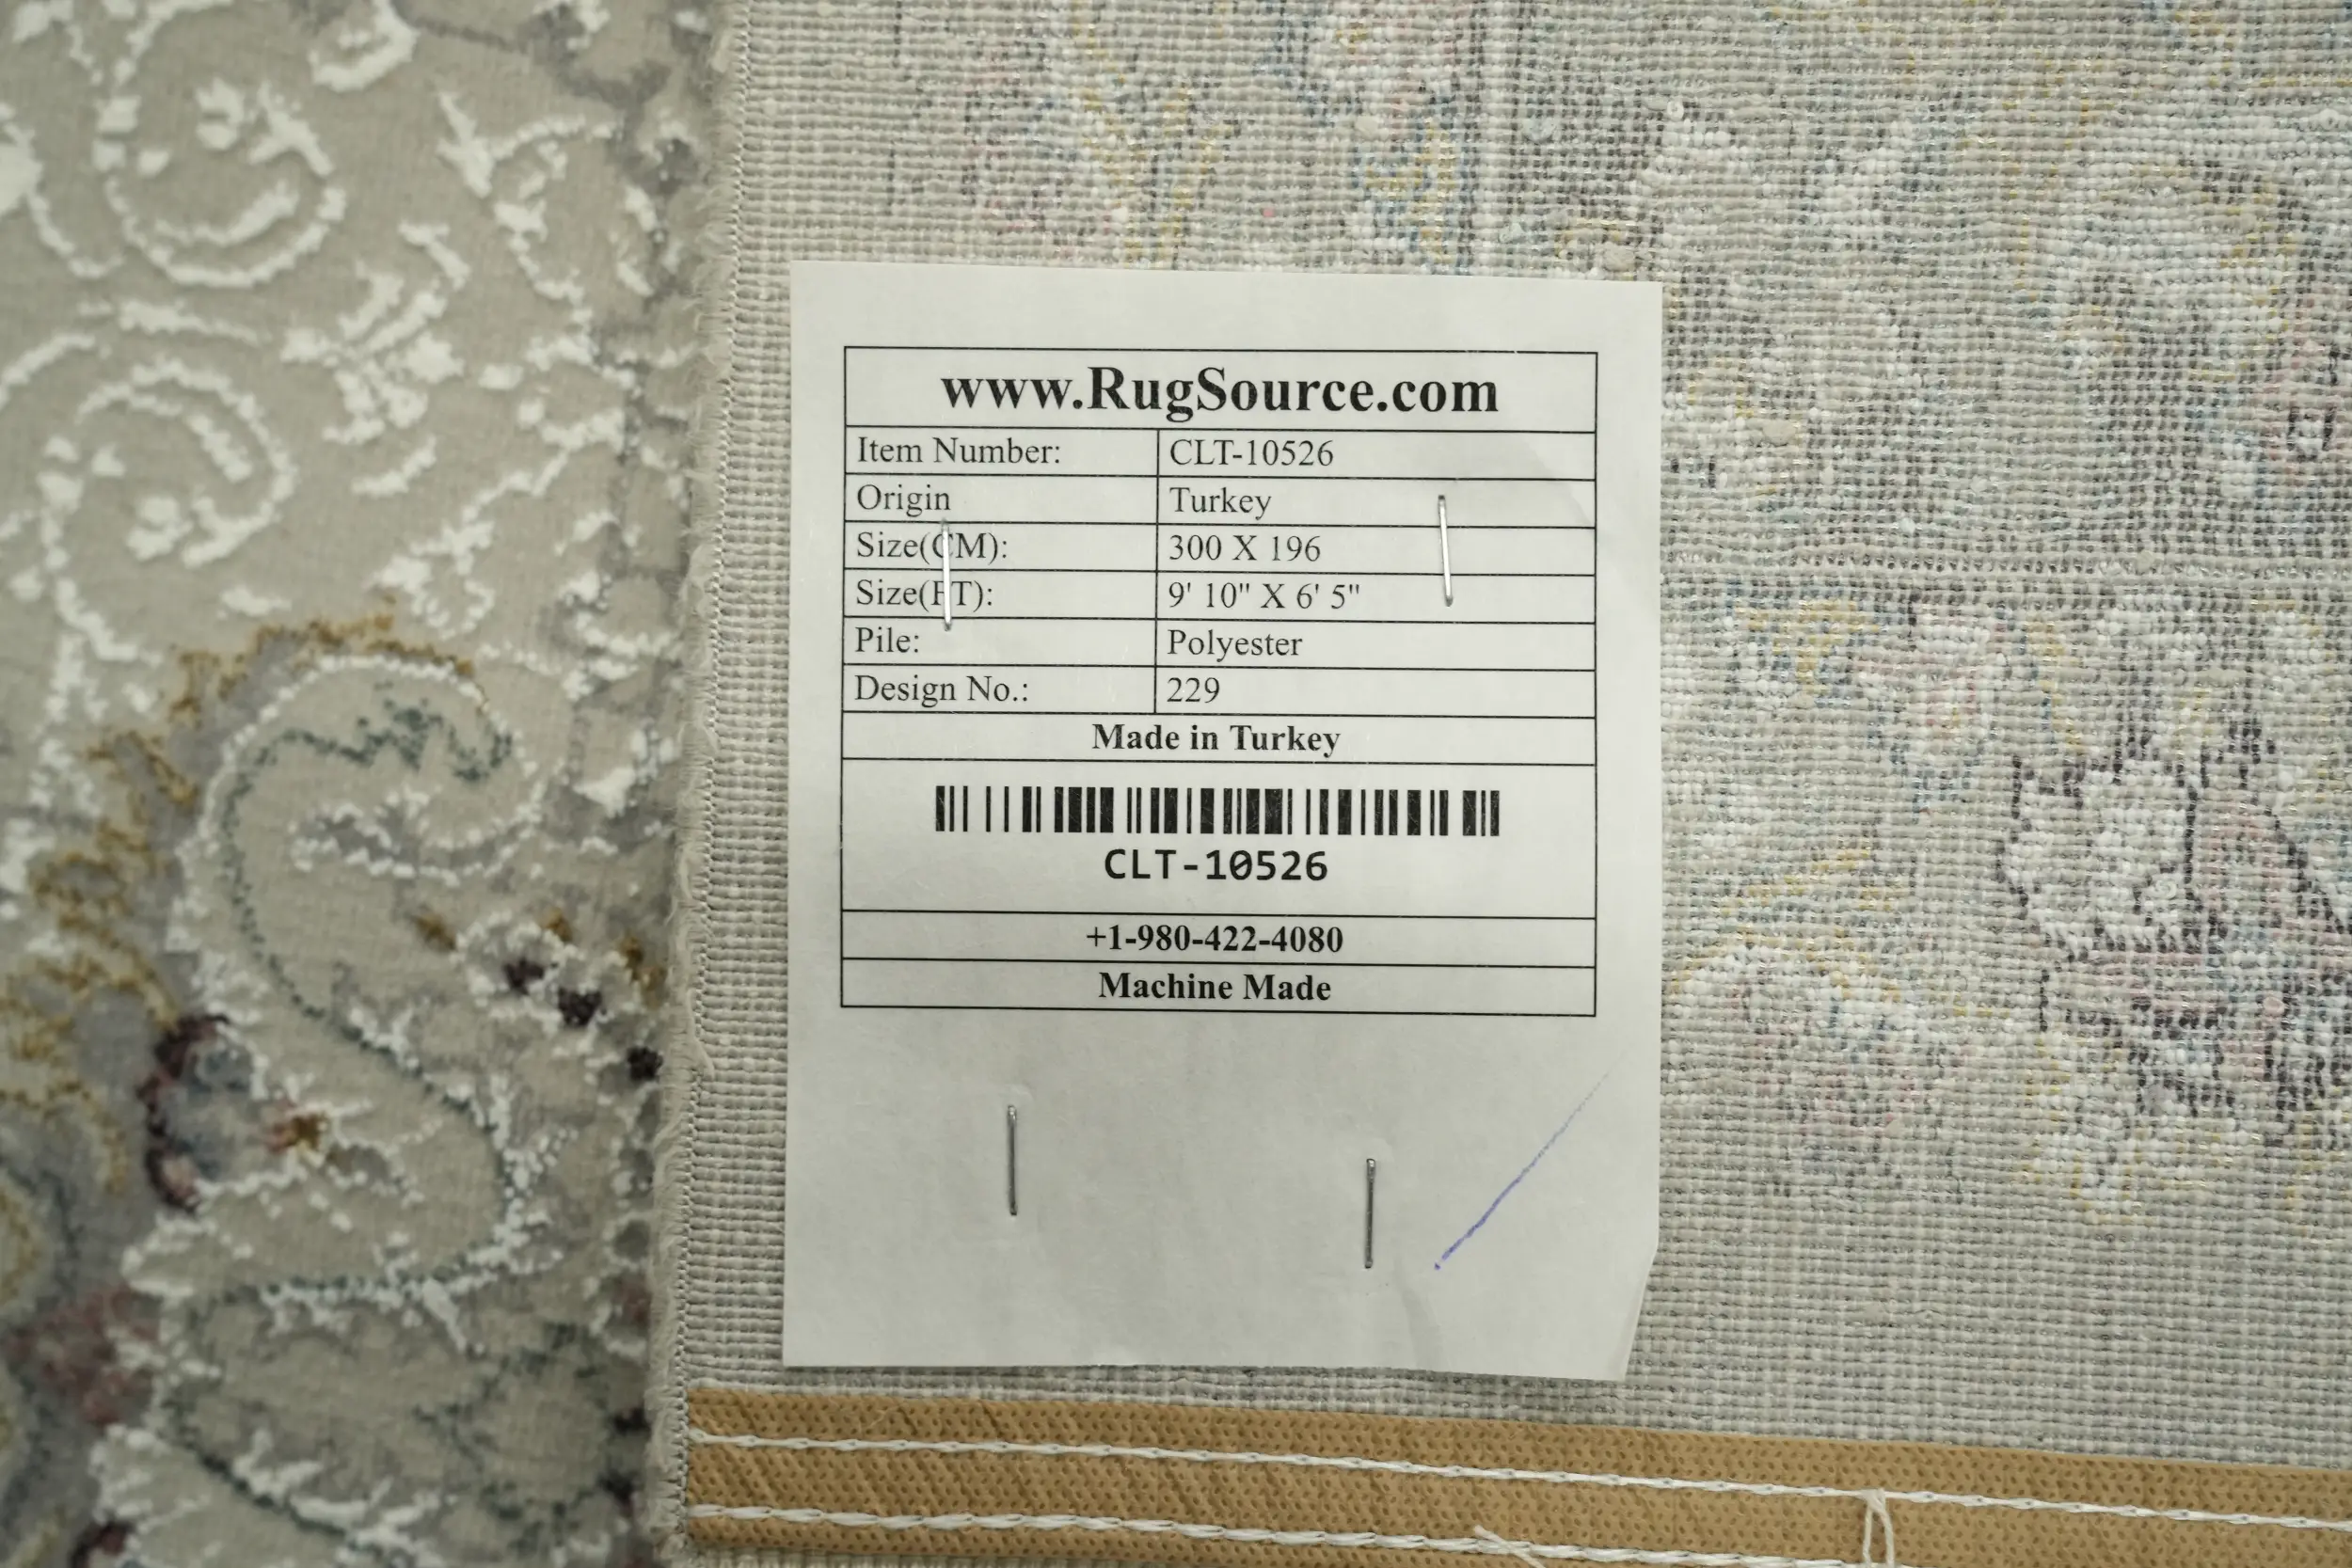 www.RugSource.com
Item Number: CLT-10526
Origin Turkey
Size(CM): 300 X 196
Size(FT): 9' 10" X 6' 5"
Pile: Polyester
Design No.: 229
Made in Turkey
CLT-10526
+1-980-422-4080
Machine Made